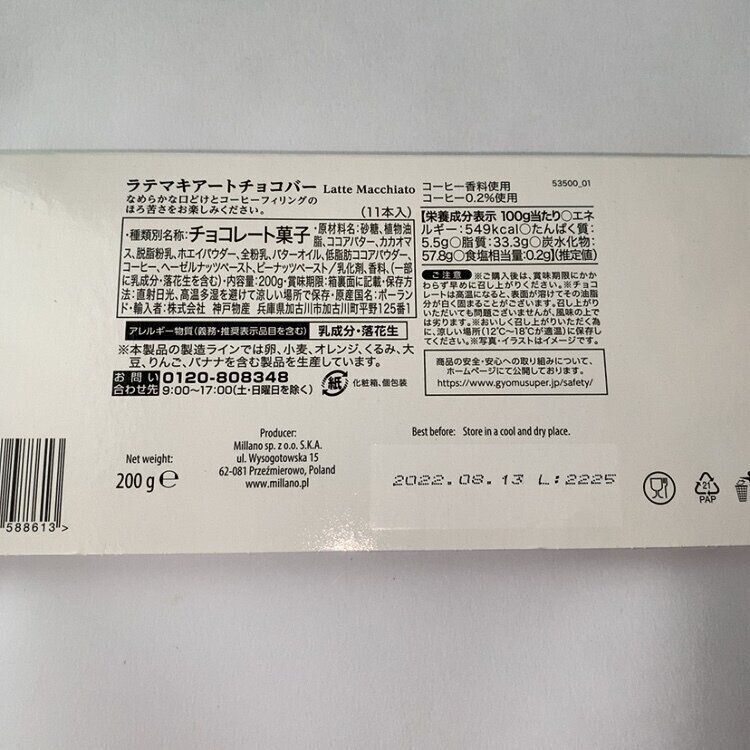 ラテマキアートチョコバー Latte Macchiato
なめらかな口どけとコーヒーフィリングの
ほろ苦さをお楽しみください。
(11本入)
・種類別名称：チョコレート菓子・原材料名：砂糖、植物油
脂、ココアバター、カカオマ
ス、脱脂粉乳、ホエイパウダー、全粉乳、バターオイル、低脂肪ココアパウダー、
コーヒー、ヘーゼルナッツペースト、ピーナッツペースト/乳化剤、香料、(一部
に乳成分・落花生を含む)・内容量：200g・賞味期限：箱裏面に記載・保存方
法：直射日光、高温多湿を避けて涼しい場所で保存・原産国名：ポーラン
ド・輸入者：株式会社 神戸物産 兵庫県加古川市加古川町平野125番1
アレルギー物質(義務・推奨表示品目を含む) 乳成分・落花生
※本製品の製造ラインでは卵、小麦、オレンジ、くるみ、大
豆、りんご、バナナを含む製品を生産しています。
お問い
合わせ先
0120-808348
9:00〜17:00(土・日曜日を除く)
紙 化粧箱、個包装
コーヒー香料使用
コーヒー0.2%使用
53500_01
【栄養成分表示 100g当たり○エネ
ルギー：549kcal○たんぱく質：
5.5g○脂質：33.3g○炭水化物：
57.8g○食塩相当量：0.2g】(推定値)
ご注意 ※ご購入後は、賞味期限にかか
わらず早めに召し上がりください。※チョコ
レートは高温になると、表面が溶けてその油脂
が白く固まることがございます。召し上がりい
ただいても問題ございませんが、風味の上で
は劣ります。※おいしく召し上がりいただく為
に、涼しい場所(12℃〜18℃が適温)に保存し
てください。※写真・イラストはイメージです。
商品の安全・安心への取り組みについて、
ホームページにて公開しております。
https://www.gyomusuper.jp/safety/
Net weight:
200 g ℮
Producer:
Millano sp. z o.o. S.K.A.
ul. Wysogotowska 15
62-081 Przeźmierowo, Poland
www.millano.pl
Best before: Store in a cool and dry place.
2022.08.13 L:2225
21
PAP
588613>